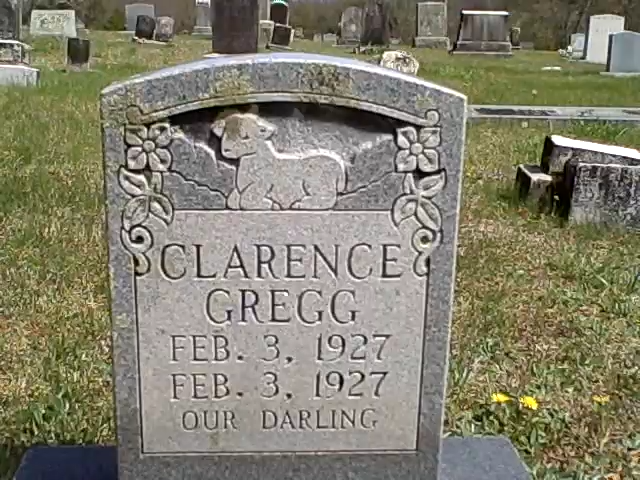 CLARENCE
GREGG
FEB. 3, 1927
FEB. 3, 1927
OUR DARLING